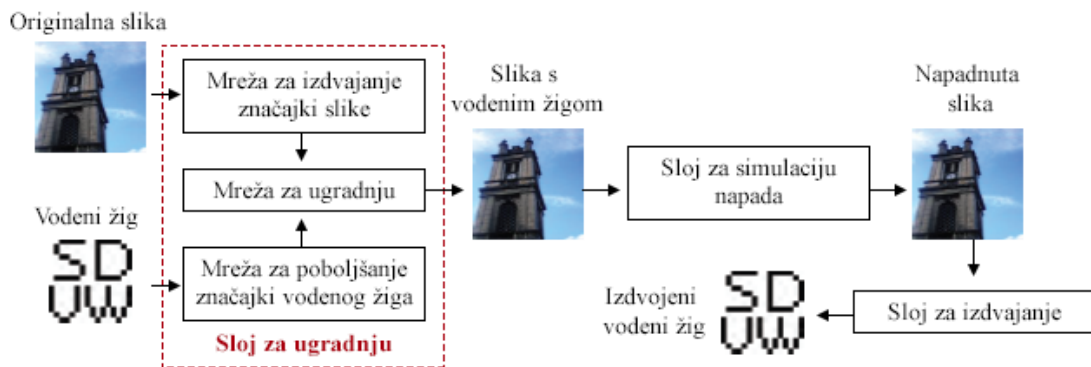 Originalna slika
Mreža za izdvajanje
značajki slike
Mreža za ugradnju
Vodeni žig
SD
UW
Mreža za poboljšanje
značajki vodenog žiga
Sloj za ugradnju
Slika s
vodenim žigom
Sloj za simulaciju
napada
Napadnuta
slika
Sloj za izdvajanje
Izdvojeni
vodeni žig
SD
UW